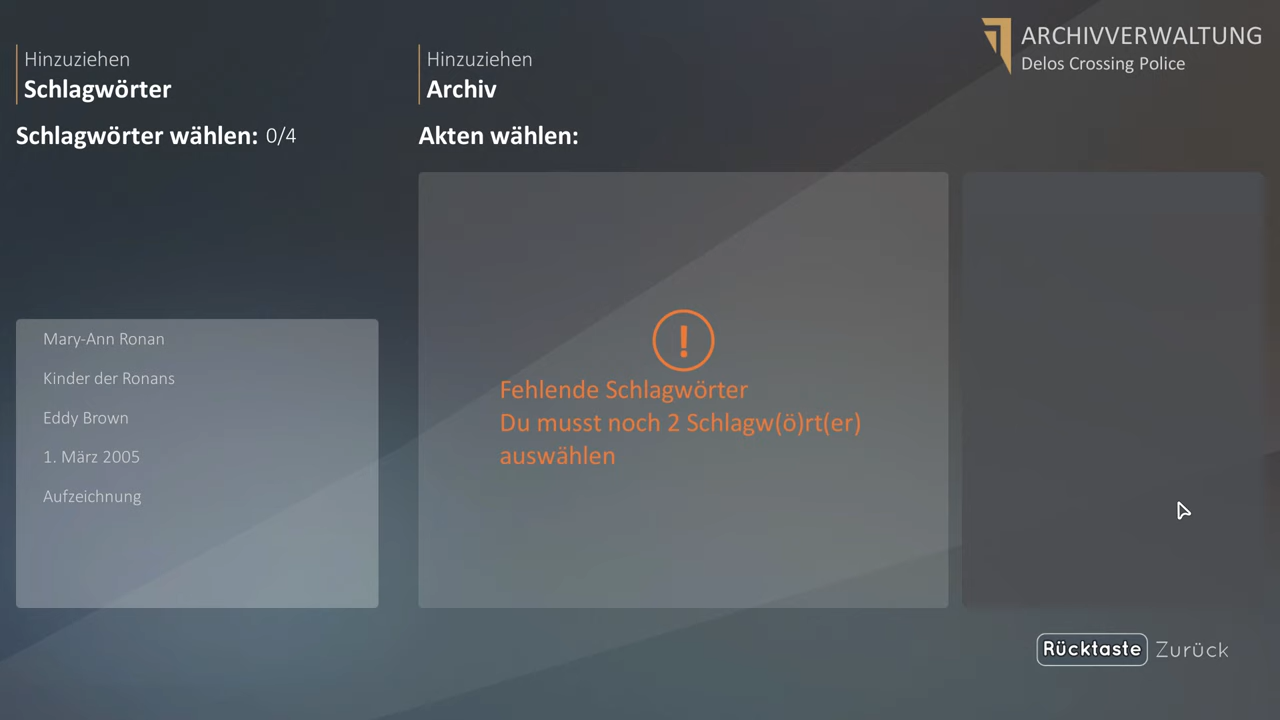 Hinzuziehen
Schlagwörter
Schlagwörter wählen: 0/4
Mary-Ann Ronan
Kinder der Ronans
Eddy Brown
1. März 2005
Aufzeichnung
Hinzuziehen
Archiv
Akten wählen:
Fehlende Schlagwörter
Du musst noch 2 Schlagw(ö)rt(er)
auswählen
ARCHIVVERWALTUNG
Delos Crossing Police
Rücktaste Zurück